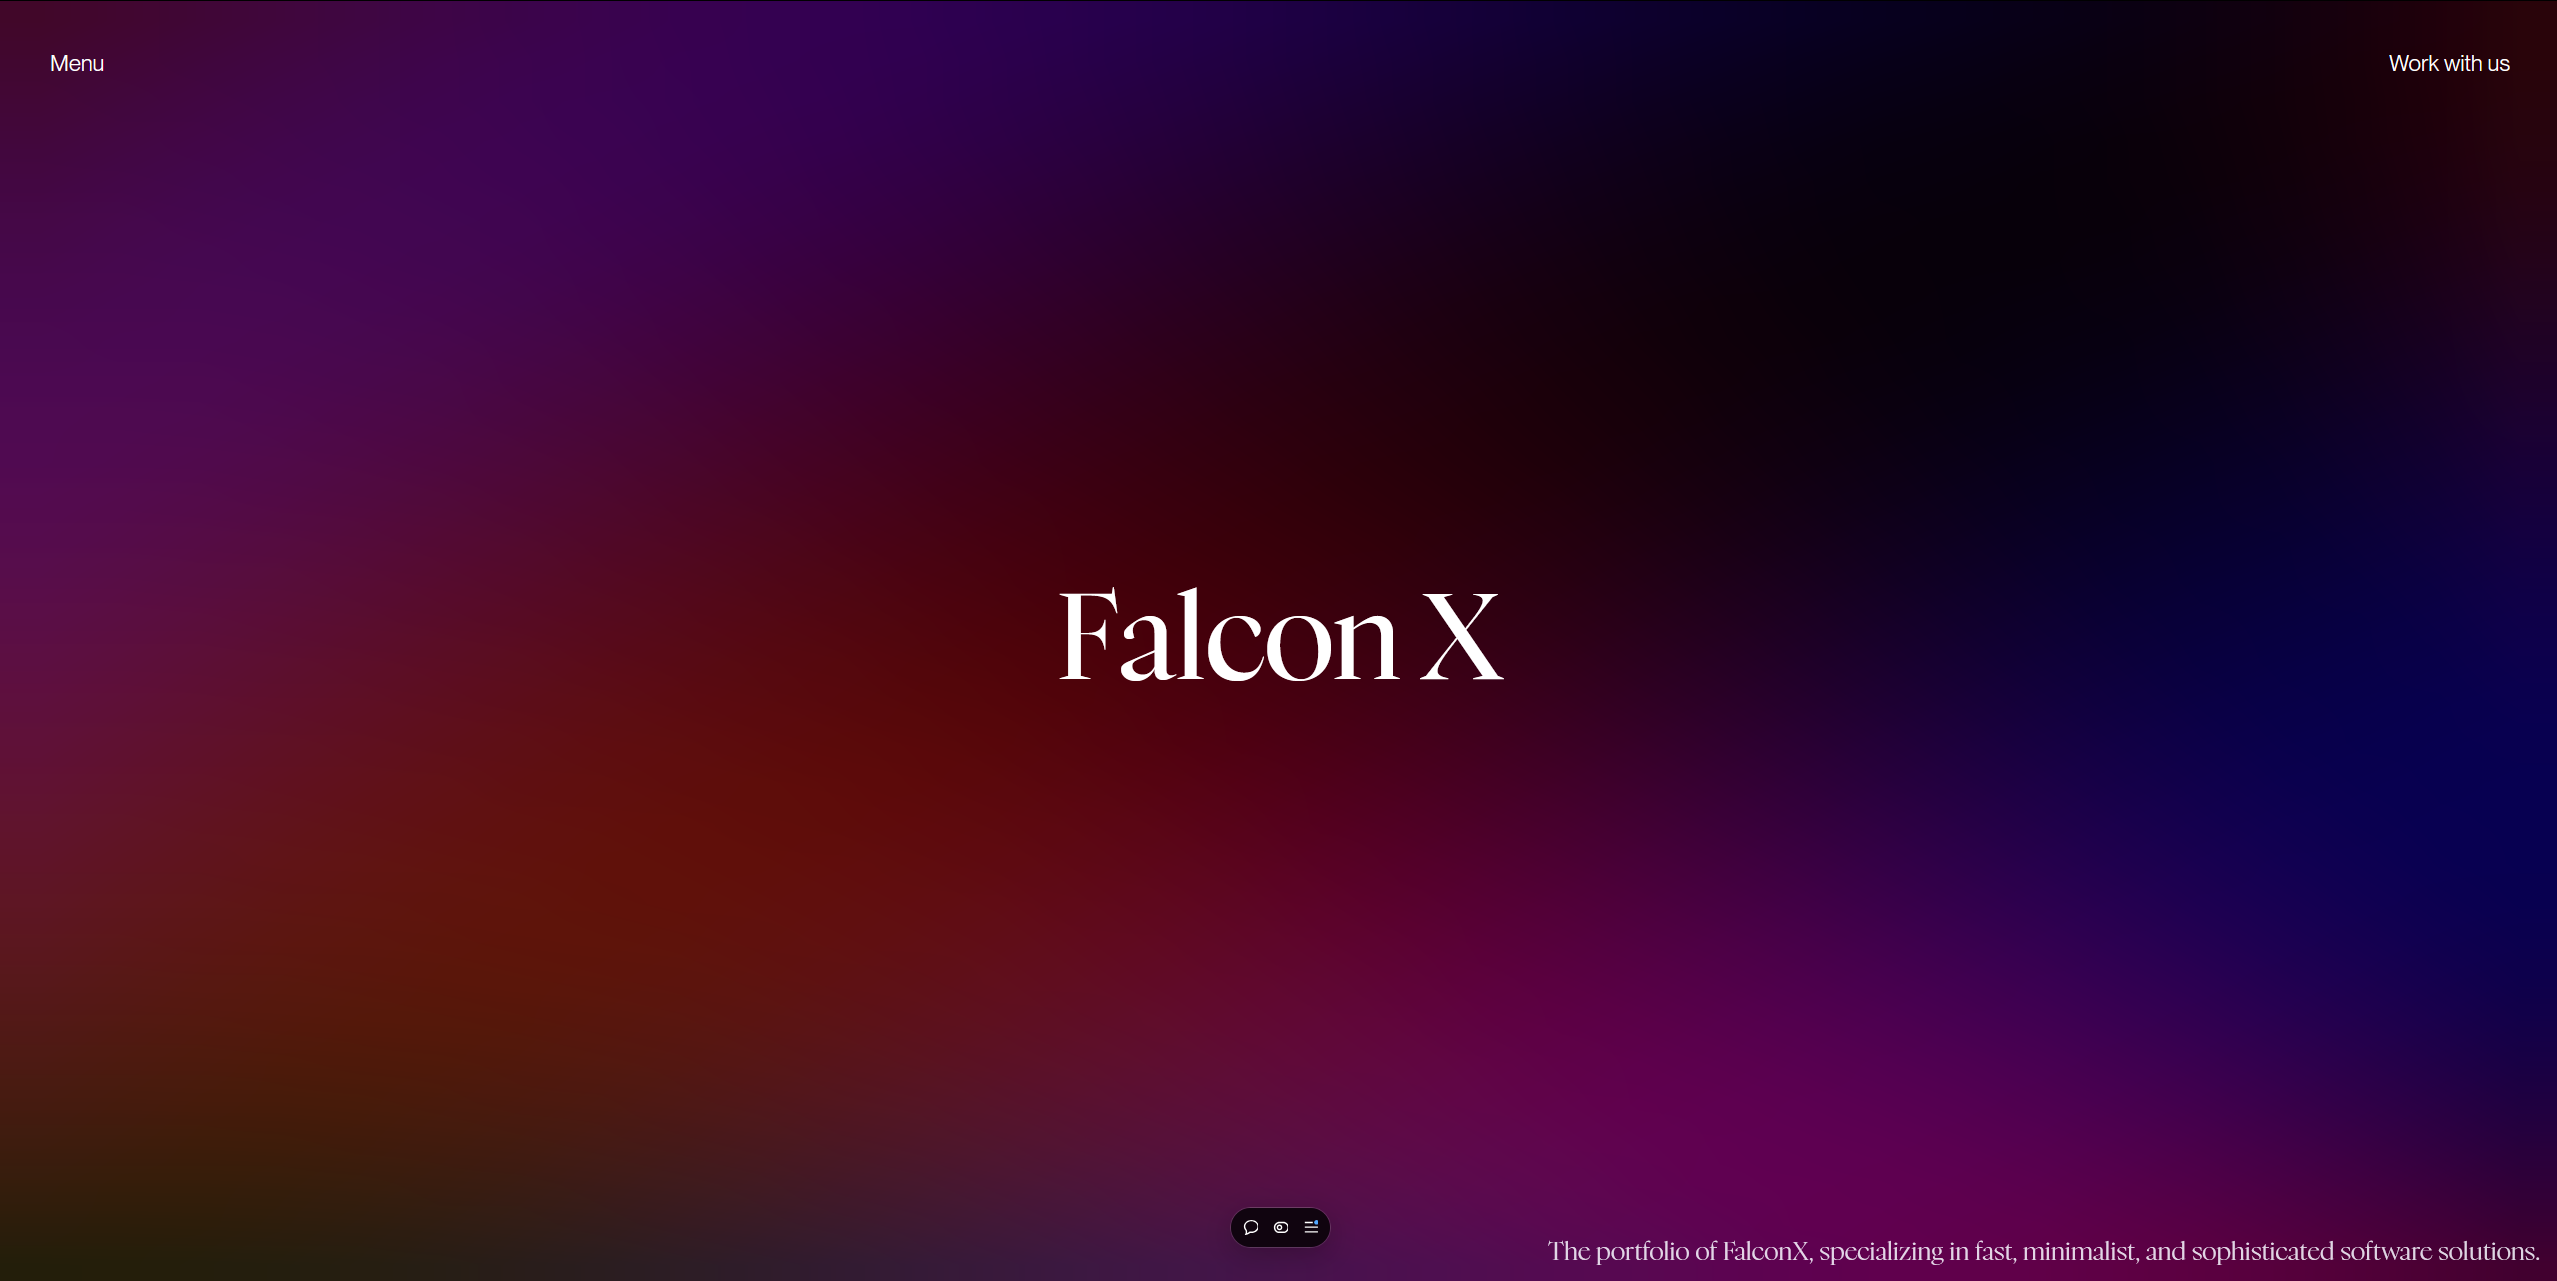 Menu
Work with us
Falcon X
The portfolio of FalconX, specializing in fast, minimalist, and sophisticated software solutions.